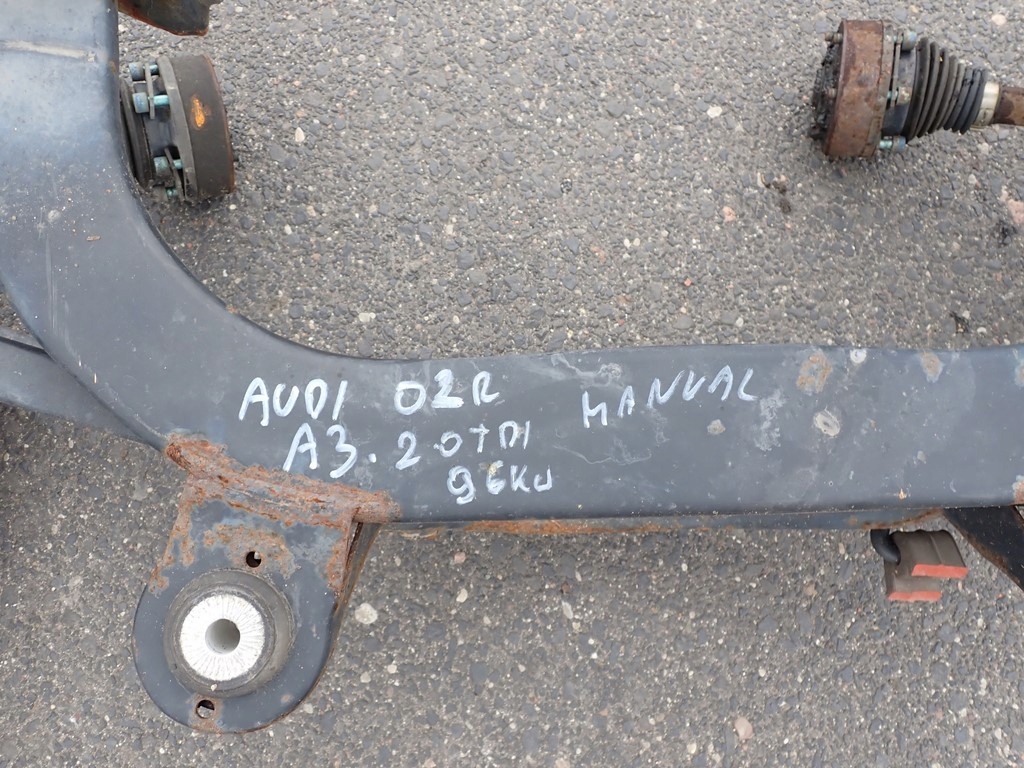 AUDI 02R MANUAL
A3. 2.0TDI
96KW